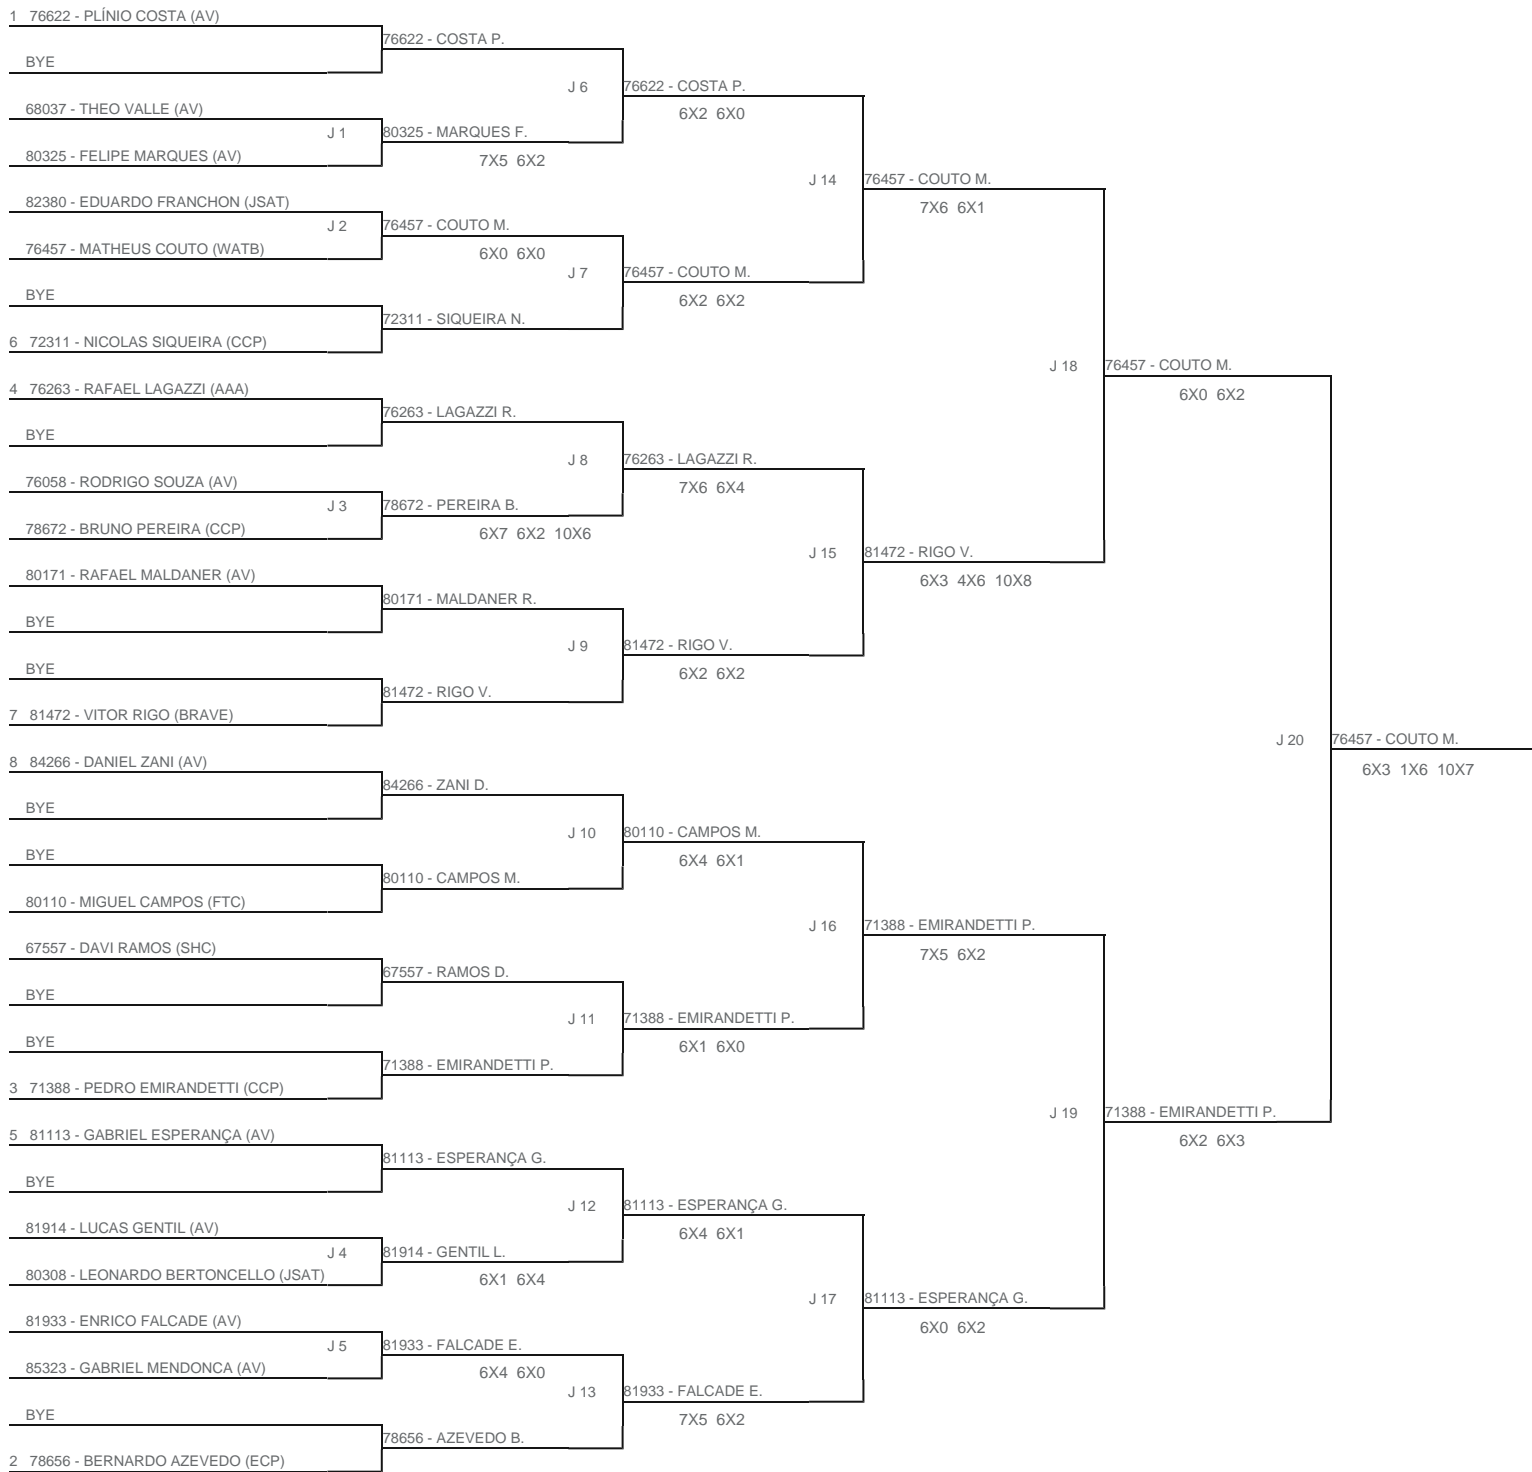 1 76622 - PLÍNIO COSTA (AV)
76622 - COSTA P.
BYE
J 6
76622 - COSTA P.
6X2 6X0
68037 - THEO VALLE (AV)
J 1
80325 - MARQUES F.
7X5 6X2
80325 - FELIPE MARQUES (AV)
J 14
76457 - COUTO M.
7X6 6X1
82380 - EDUARDO FRANCHON (JSAT)
J 2
76457 - COUTO M.
6X0 6X0
76457 - MATHEUS COUTO (WATB)
J 7
76457 - COUTO M.
6X2 6X2
BYE
72311 - SIQUEIRA N.
6 72311 - NICOLAS SIQUEIRA (CCP)
J 18
76457 - COUTO M.
6X0 6X2
4 76263 - RAFAEL LAGAZZI (AAA)
76263 - LAGAZZI R.
BYE
J 8
76263 - LAGAZZI R.
7X6 6X4
76058 - RODRIGO SOUZA (AV)
J 3
78672 - PEREIRA B.
6X7 6X2 10X6
78672 - BRUNO PEREIRA (CCP)
J 15
81472 - RIGO V.
6X3 4X6 10X8
80171 - RAFAEL MALDANER (AV)
80171 - MALDANER R.
BYE
J 9
81472 - RIGO V.
6X2 6X2
BYE
81472 - RIGO V.
7 81472 - VITOR RIGO (BRAVE)
J 20
76457 - COUTO M.
6X3 1X6 10X7
8 84266 - DANIEL ZANI (AV)
84266 - ZANI D.
BYE
J 10
80110 - CAMPOS M.
6X4 6X1
BYE
80110 - CAMPOS M.
80110 - MIGUEL CAMPOS (FTC)
J 16
71388 - EMIRANDETTI P.
7X5 6X2
67557 - DAVI RAMOS (SHC)
67557 - RAMOS D.
BYE
J 11
71388 - EMIRANDETTI P.
6X1 6X0
BYE
71388 - EMIRANDETTI P.
3 71388 - PEDRO EMIRANDETTI (CCP)
J 19
71388 - EMIRANDETTI P.
6X2 6X3
5 81113 - GABRIEL ESPERANÇA (AV)
81113 - ESPERANÇA G.
BYE
J 12
81113 - ESPERANÇA G.
6X4 6X1
81914 - LUCAS GENTIL (AV)
J 4
81914 - GENTIL L.
6X1 6X4
80308 - LEONARDO BERTONCELLO (JSAT)
J 17
81113 - ESPERANÇA G.
6X0 6X2
81933 - ENRICO FALCADE (AV)
J 5
81933 - FALCADE E.
6X4 6X0
85323 - GABRIEL MENDONCA (AV)
J 13
81933 - FALCADE E.
7X5 6X2
BYE
78656 - AZEVEDO B.
2 78656 - BERNARDO AZEVEDO (ECP)